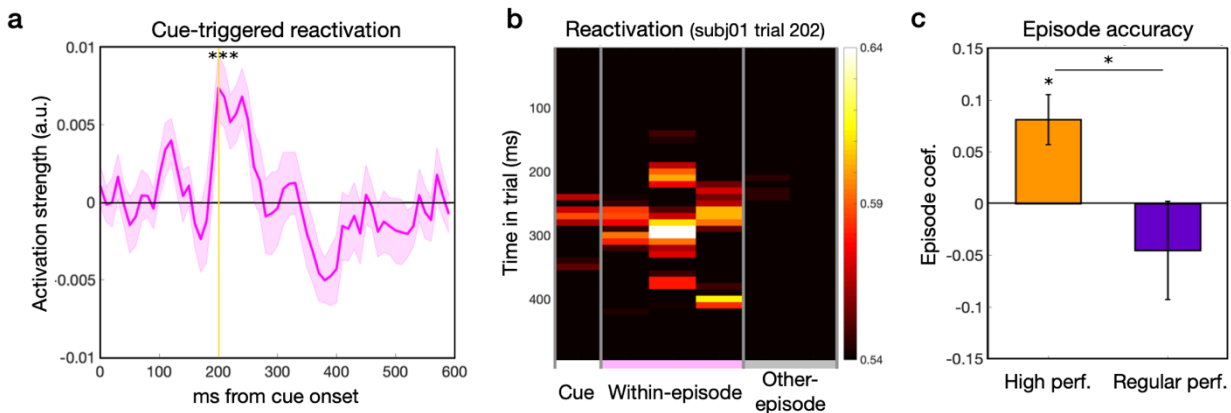 a
Cue-triggered reactivation
Activation strength (a.u.)
0.01
0.005
0
-0.005
-0.01
***
0 100 200 300 400 500 600
ms from cue onset
b
Reactivation (subj01 trial 202)
Time in trial (ms)
100
200
300
400
0.64
0.59
0.54
Cue
Within-episode
Other-
episode
c
Episode accuracy
Episode coef.
0.15
0.1
0.05
0
-0.05
-0.1
-0.15
*
*
High perf. Regular perf.